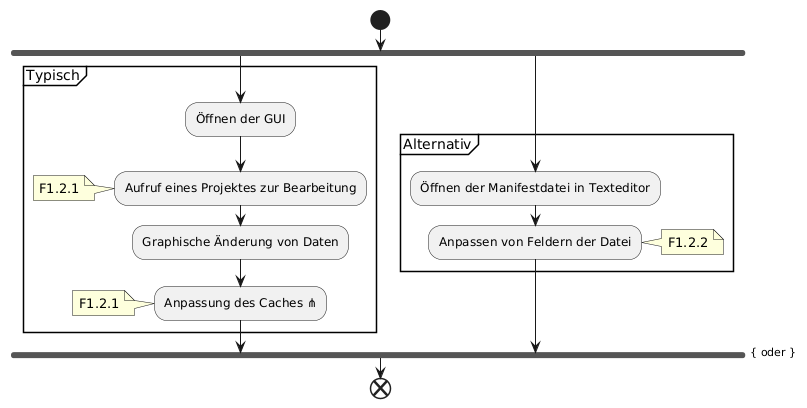 Typisch
Öffnen der GUI
F1.2.1
Aufruf eines Projektes zur Bearbeitung
Graphische Änderung von Daten
F1.2.1
Anpassung des Caches ⋔
Alternativ
Öffnen der Manifestdatei in Texteditor
Anpassen von Feldern der Datei
F1.2.2
{ oder }